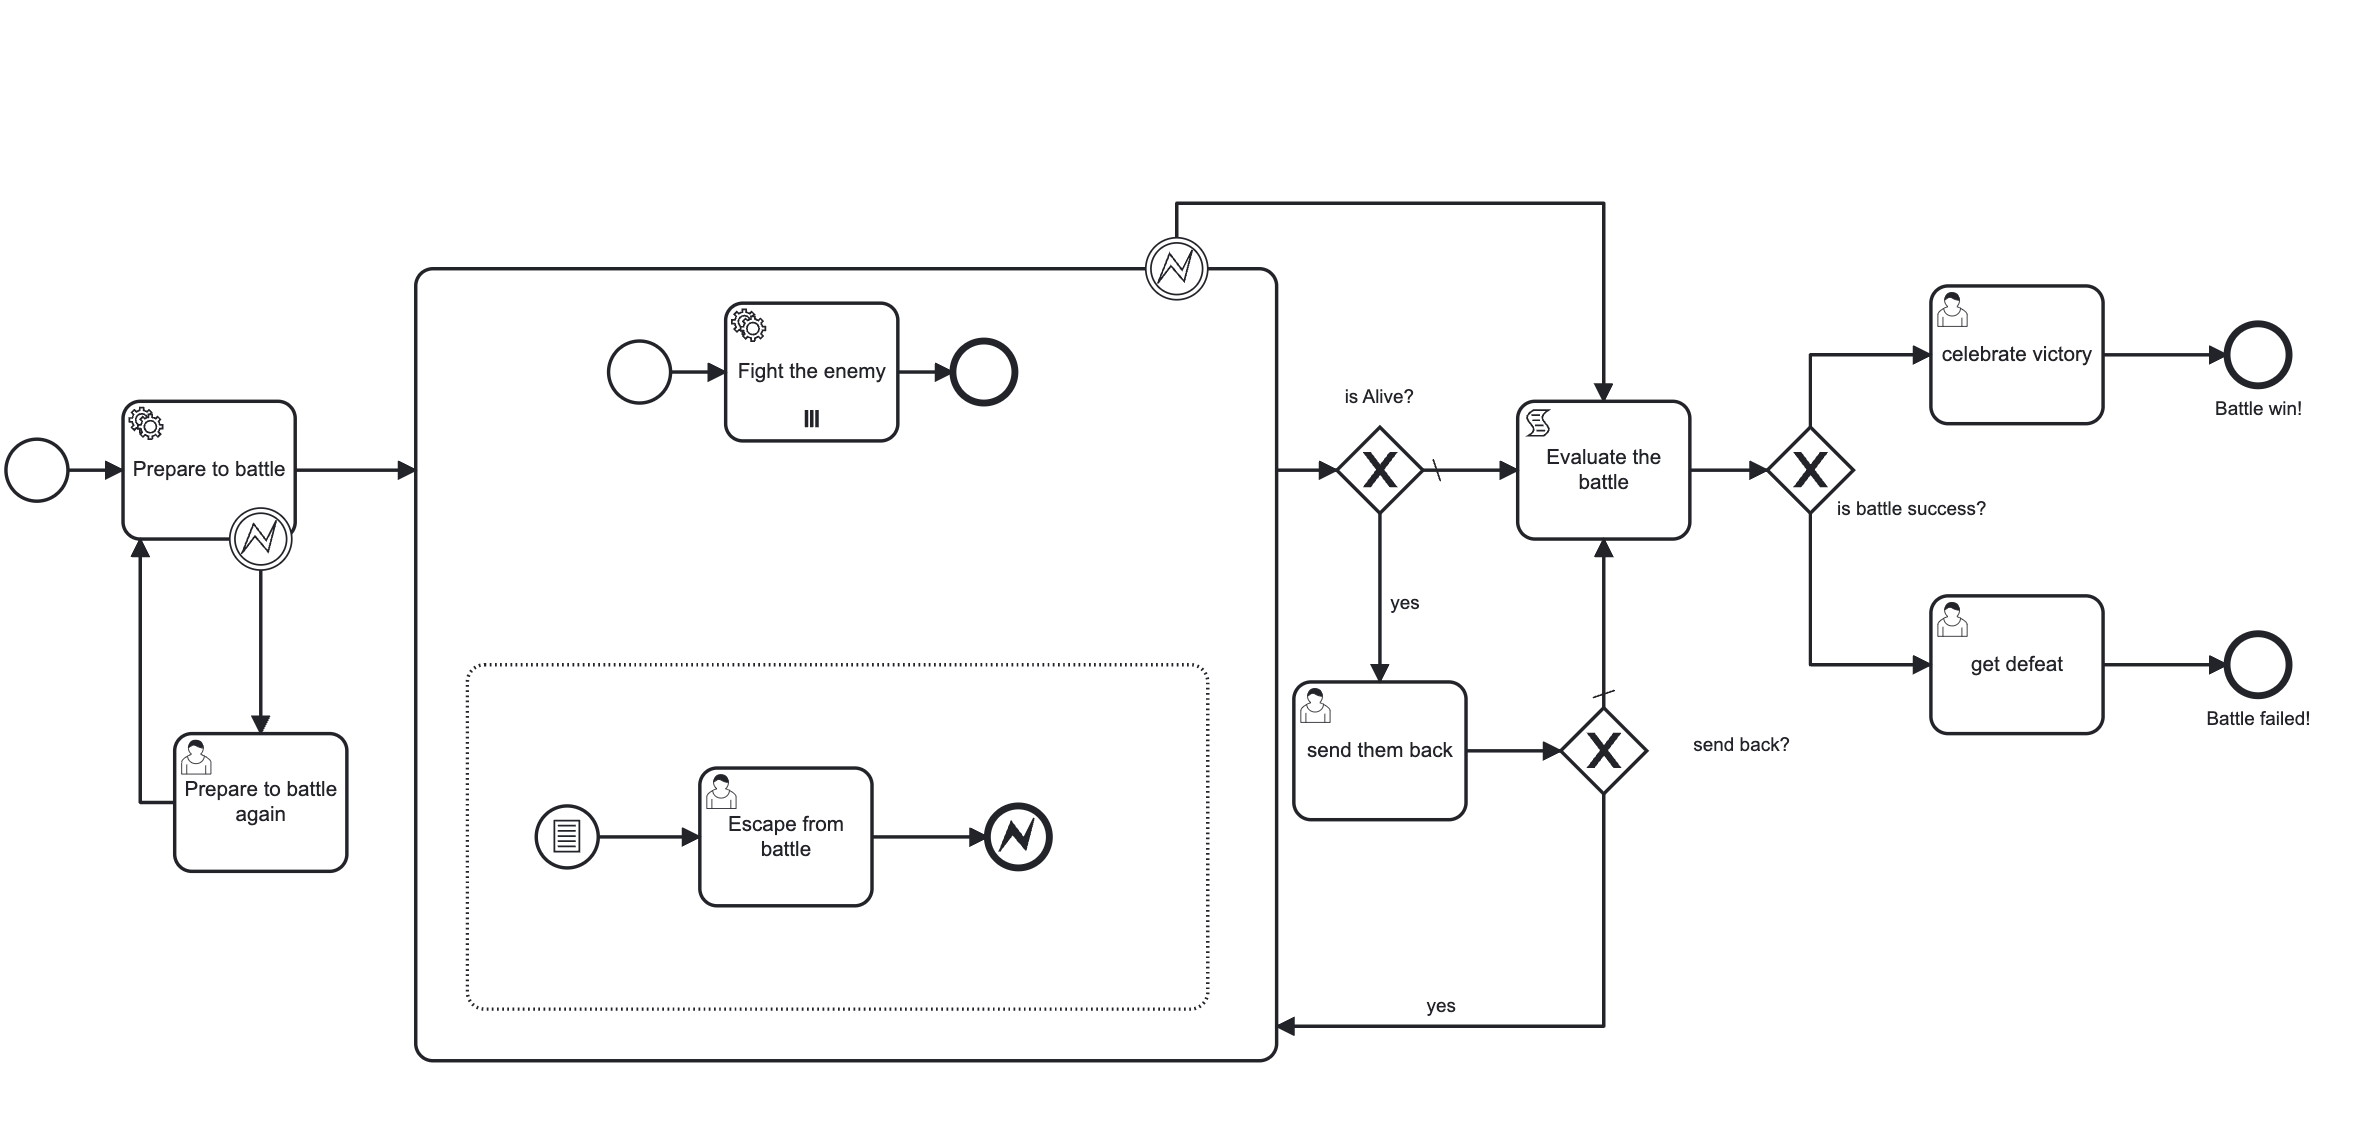 Prepare to battle
Prepare to battle
again
Fight the enemy
Escape from
battle
is Alive?
yes
send them back
Evaluate the
battle
send back?
yes
is battle success?
celebrate victory
Battle win!
get defeat
Battle failed!